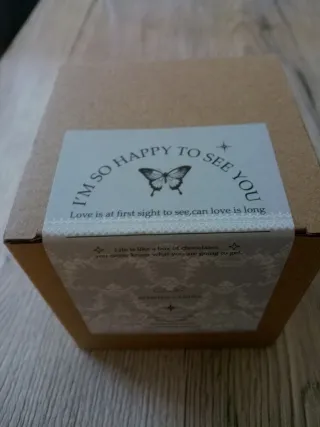 I'M SO HAPPY TO SEE YOU
Love is at first sight to see,can love is long
Life is like a box of chocolates
you never know what you are going to get.